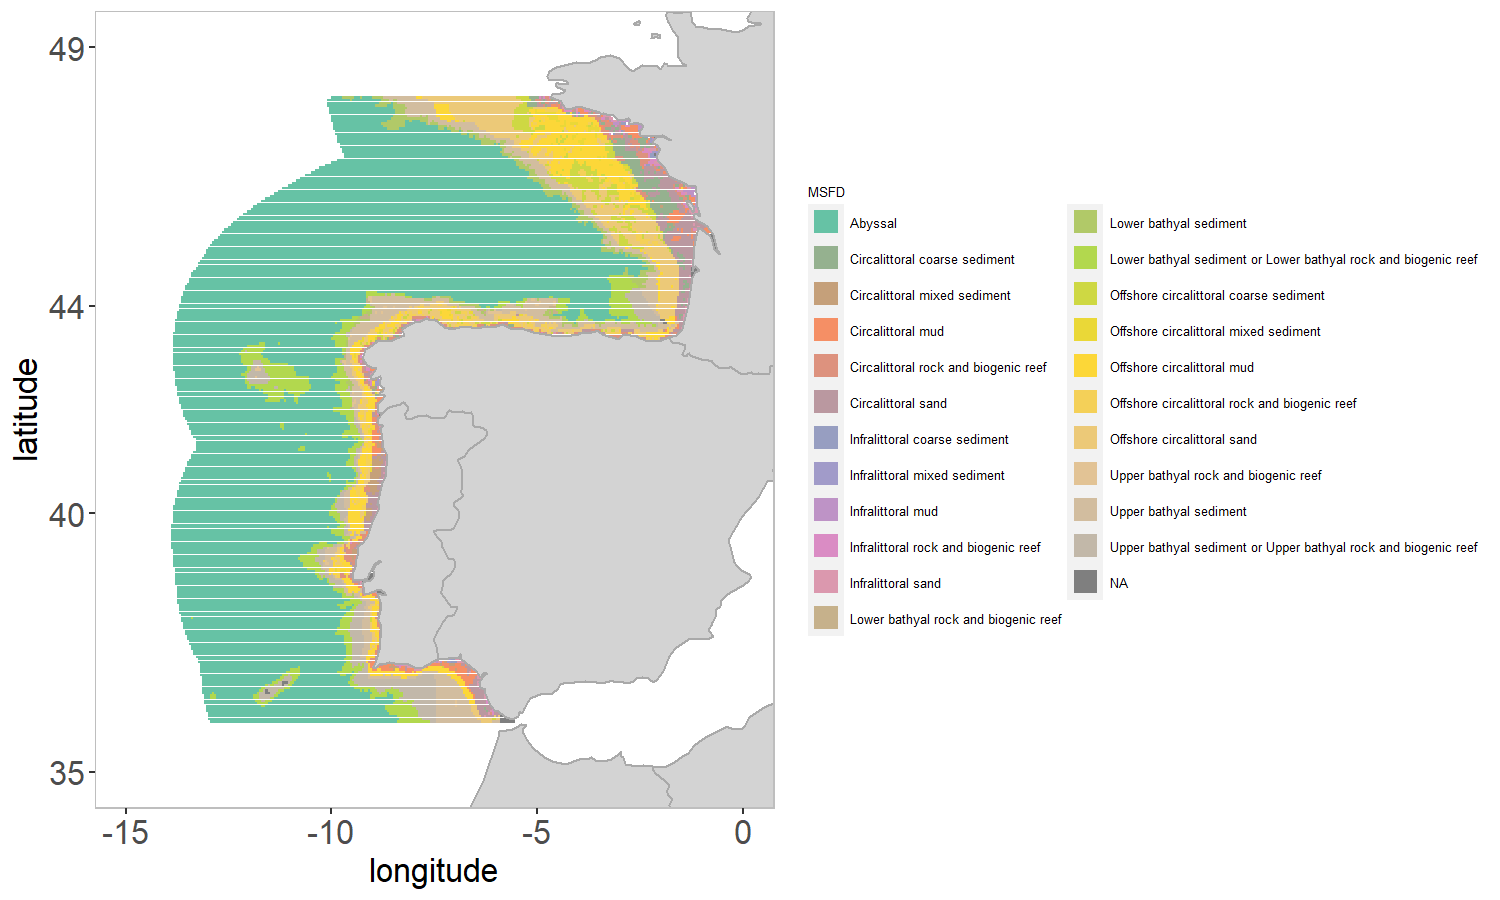 49
44
40
35
latitude
-15
-10
-5
0
longitude
MSFD
Abyssal
Circalittoral coarse sediment
Circalittoral mixed sediment
Circalittoral mud
Circalittoral rock and biogenic reef
Circalittoral sand
Infralittoral coarse sediment
Infralittoral mixed sediment
Infralittoral mud
Infralittoral rock and biogenic reef
Infralittoral sand
Lower bathyal rock and biogenic reef
Lower bathyal sediment
Lower bathyal sediment or Lower bathyal rock and biogenic reef
Offshore circalittoral coarse sediment
Offshore circalittoral mixed sediment
Offshore circalittoral mud
Offshore circalittoral rock and biogenic reef
Offshore circalittoral sand
Upper bathyal rock and biogenic reef
Upper bathyal sediment
Upper bathyal sediment or Upper bathyal rock and biogenic reef
NA